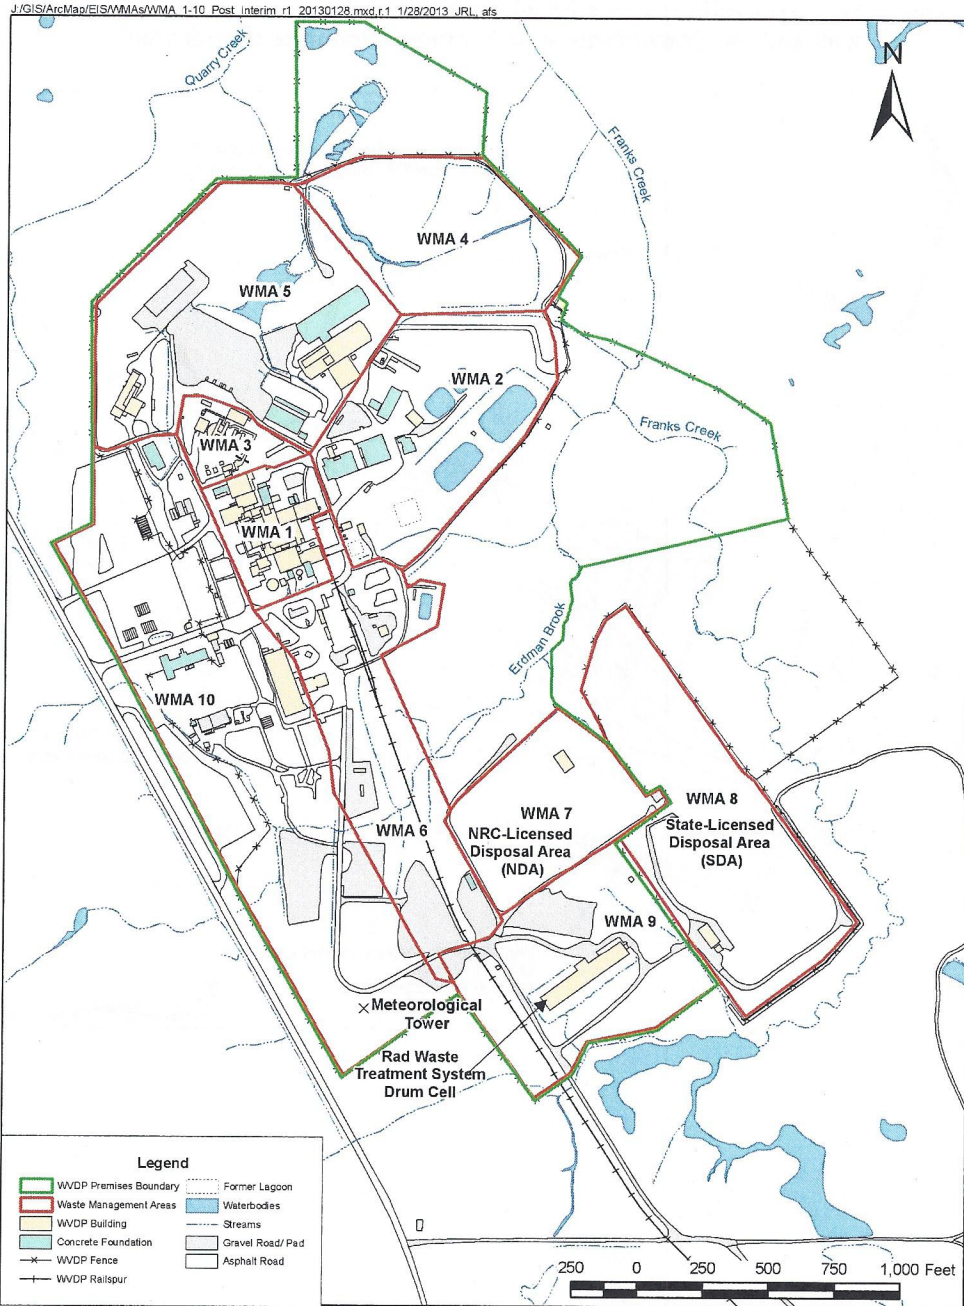 J:/GIS/ArcMap/EIS/WMAs/WMA_1-10_Post_interim_r1_20130128.mxd,r.1 1/28/2013 JRL, afs
Quarry Creek
N
Franks Creek
WMA 4
WMA 5
WMA 2
Franks Creek
WMA 3
WMA 1
Erdman Brook
WMA 10
WMA 7
NRC-Licensed
Disposal Area
(NDA)
WMA 8
State-Licensed
Disposal Area
(SDA)
WMA 6
WMA 9
Meteorological
Tower
Rad Waste
Treatment System
Drum Cell
Legend
WVDP Premises Boundary
Waste Management Areas
WVDP Building
Concrete Foundation
WVDP Fence
WVDP Railspur
Former Lagoon
Waterbodies
Streams
Gravel Road/ Pad
Asphalt Road
250 0 250 500 750 1,000 Feet